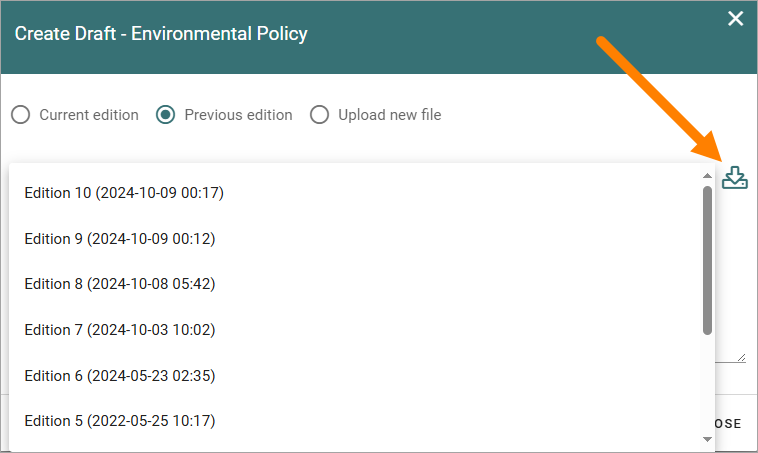 Create Draft - Environmental Policy
Current edition Previous edition Upload new file
Edition 10 (2024-10-09 00:17)
Edition 9 (2024-10-09 00:12)
Edition 8 (2024-10-08 05:42)
Edition 7 (2024-10-03 10:02)
Edition 6 (2024-05-23 02:35)
Edition 5 (2022-05-25 10:17)
OSE